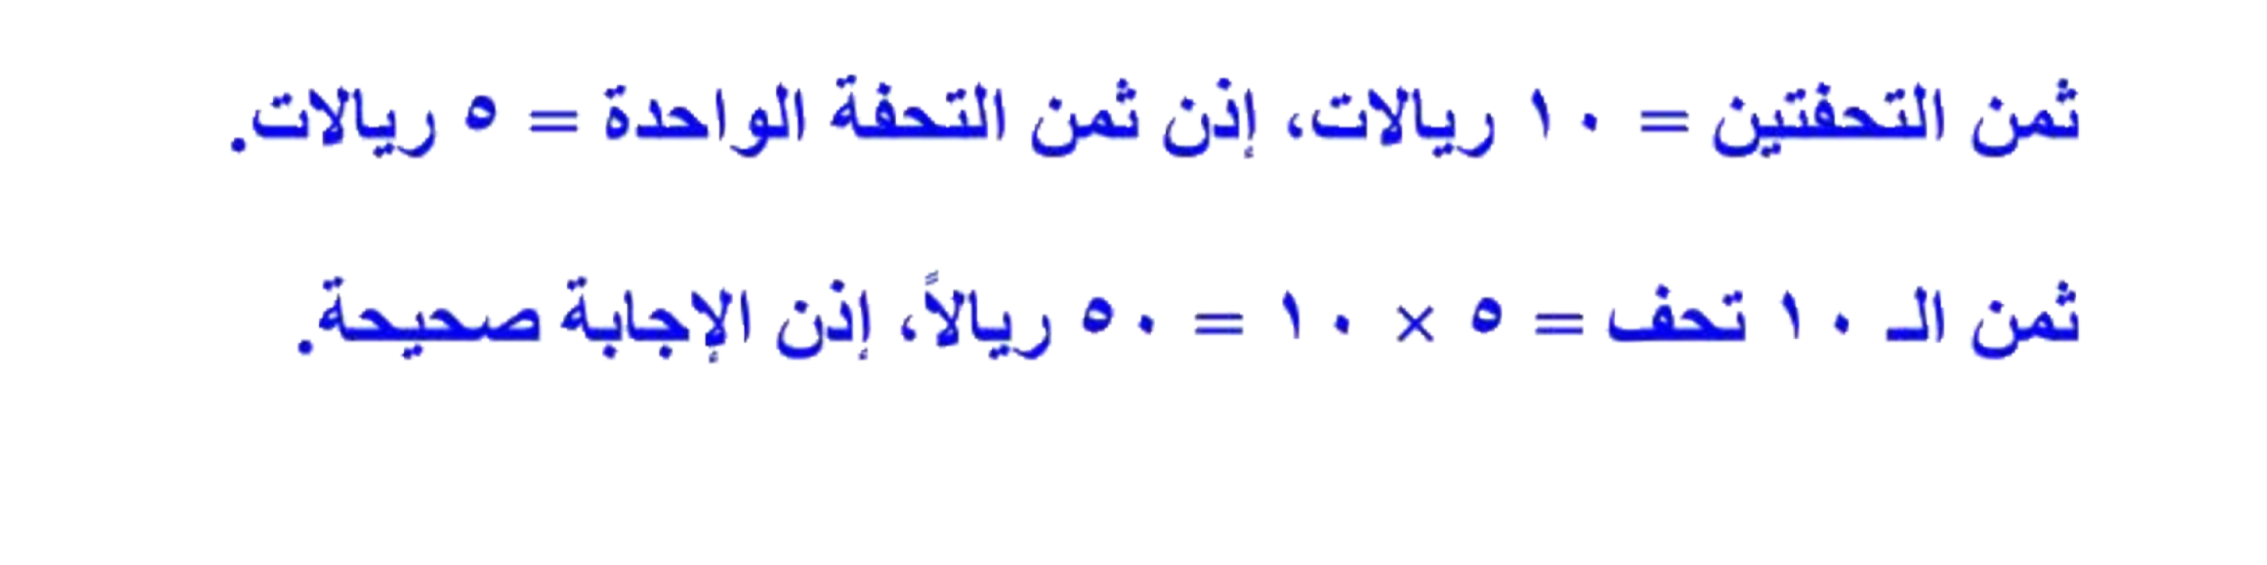 ثمن التحفتين = ١٠ ريالات، إذن ثمن التحفة الواحدة = ٥ ريالات.
ثمن الـ ١٠ تحف = ٥ × ١٠ = ٥٠ ريالاً، إذن الإجابة صحيحة.